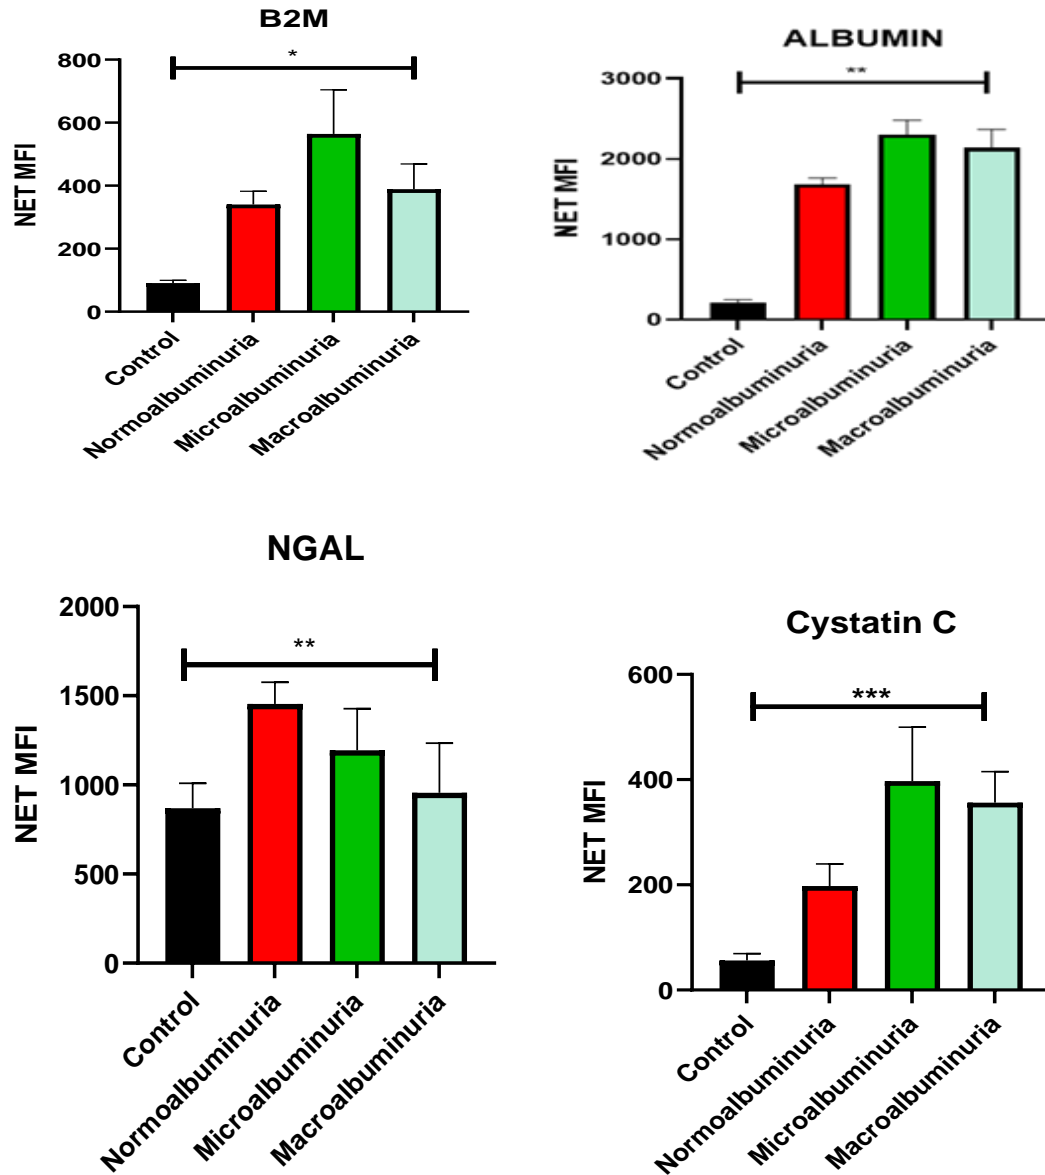 B2M
*
800
600
400
200
0
NET MFI
Control
Normoalbuminuria
Microalbuminuria
Macroalbuminuria
ALBUMIN
**
3000
2000
1000
0
NET MFI
Control
Normoalbuminuria
Microalbuminuria
Macroalbuminuria
NGAL
**
2000
1500
1000
500
0
NET MFI
Control
Normoalbuminuria
Microalbuminuria
Macroalbuminuria
Cystatin C
***
600
400
200
0
NET MFI
Control
Normoalbuminuria
Microalbuminuria
Macroalbuminuria